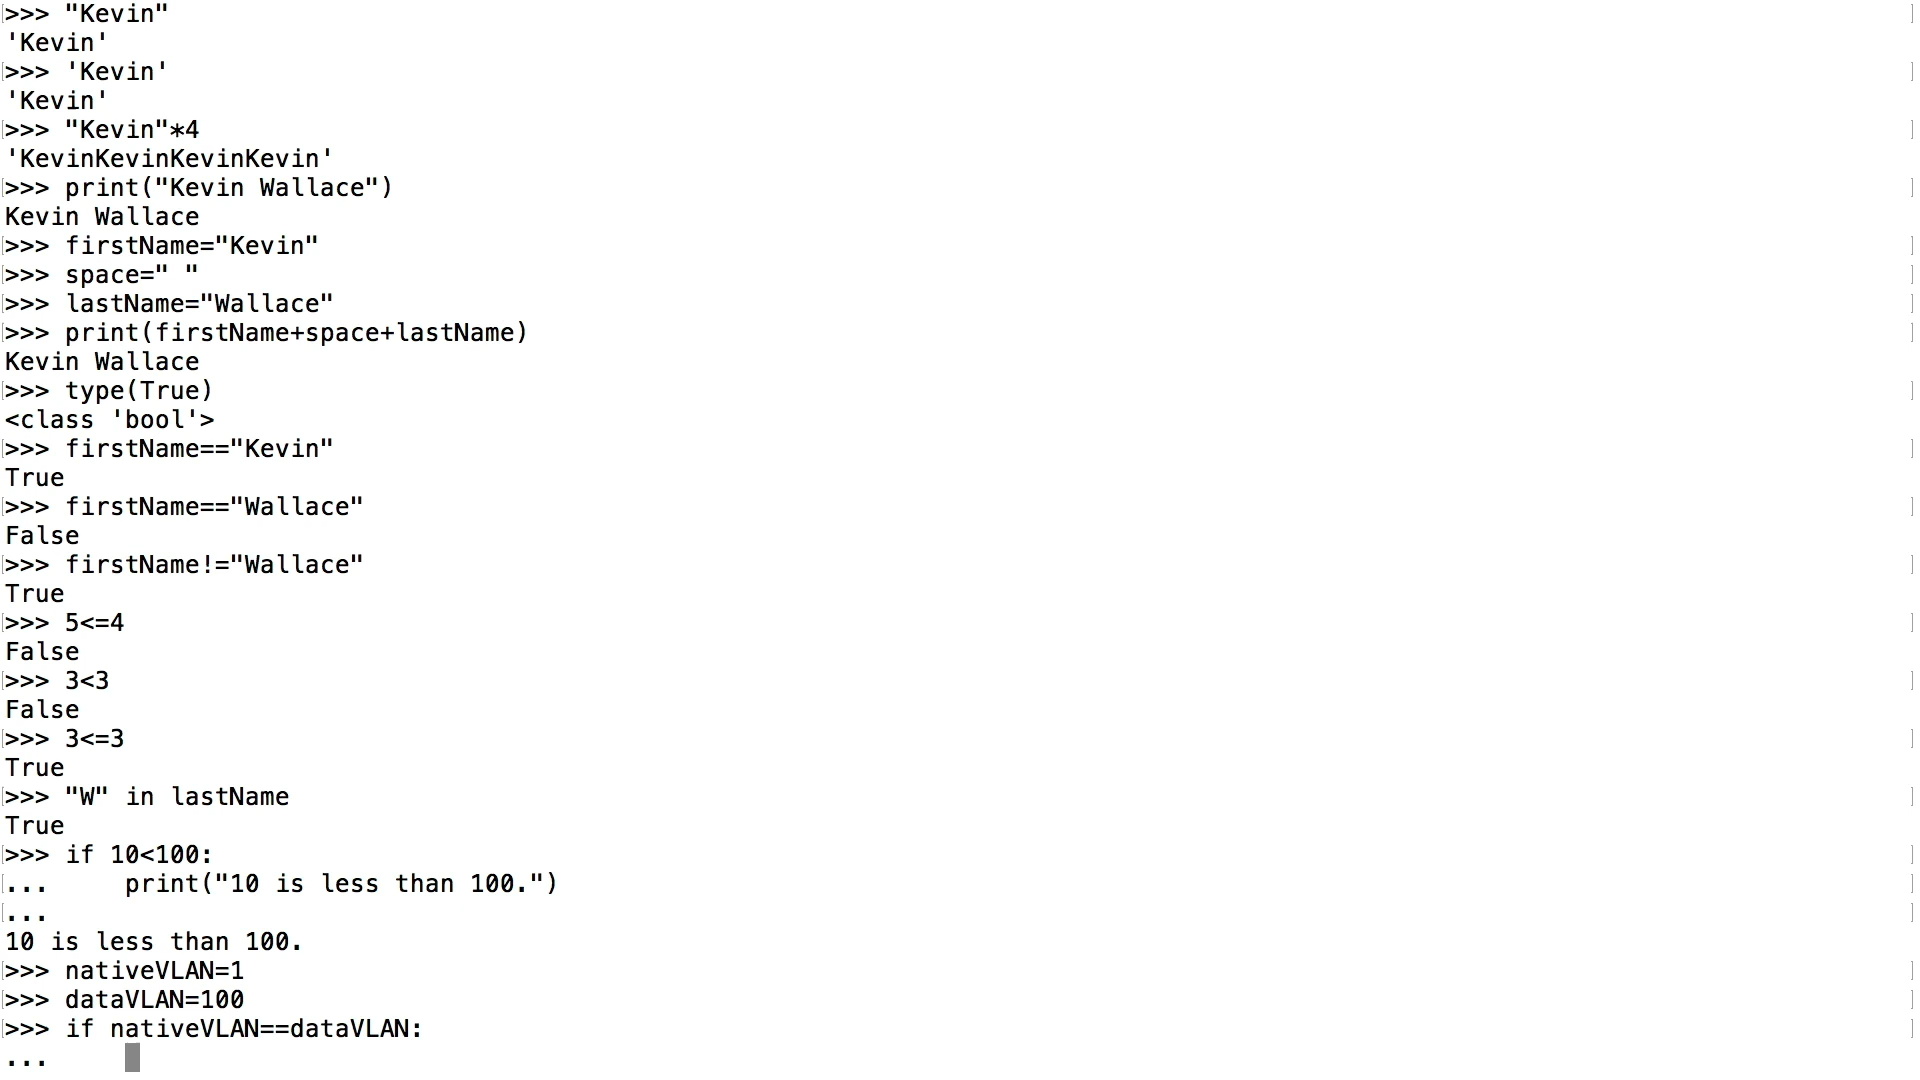 >>> "Kevin"
'Kevin'
>>> 'Kevin'
'Kevin'
>>> "Kevin"*4
'KevinKevinKevinKevin'
>>> print("Kevin Wallace")
Kevin Wallace
>>> firstName="Kevin"
>>> space=" "
>>> lastName="Wallace"
>>> print(firstName+space+lastName)
Kevin Wallace
>>> type(True)
<class 'bool'>
>>> firstName=="Kevin"
True
>>> firstName=="Wallace"
False
>>> firstName!="Wallace"
True
>>> 5<=4
False
>>> 3<3
False
>>> 3<=3
True
>>> "W" in lastName
True
>>> if 10<100:
...     print("10 is less than 100.")
...
10 is less than 100.
>>> nativeVLAN=1
>>> dataVLAN=100
>>> if nativeVLAN==dataVLAN:
...